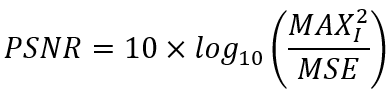 PSNR = 10 × log₁₀ (MAX_I² / MSE)